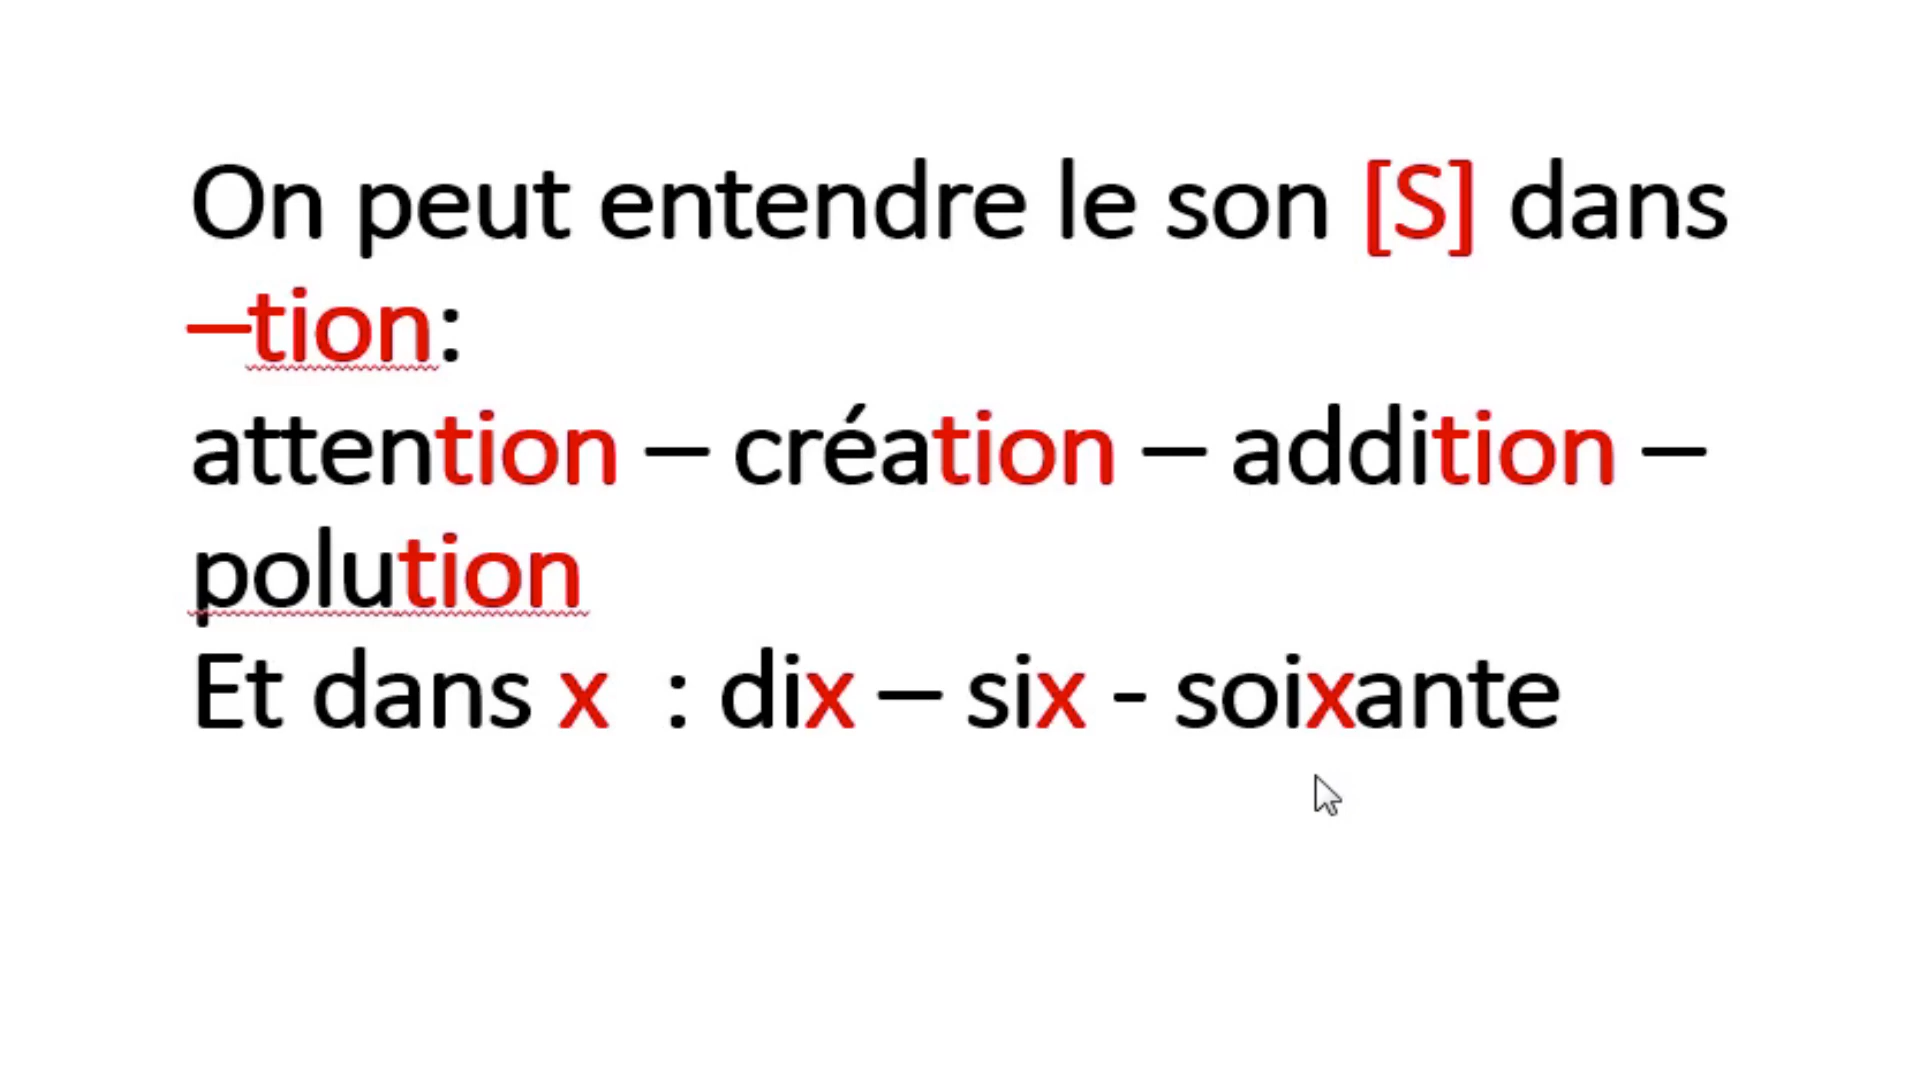 On peut entendre le son [S] dans
–tion:
attention – création – addition –
polution
Et dans x : dix – six - soixante